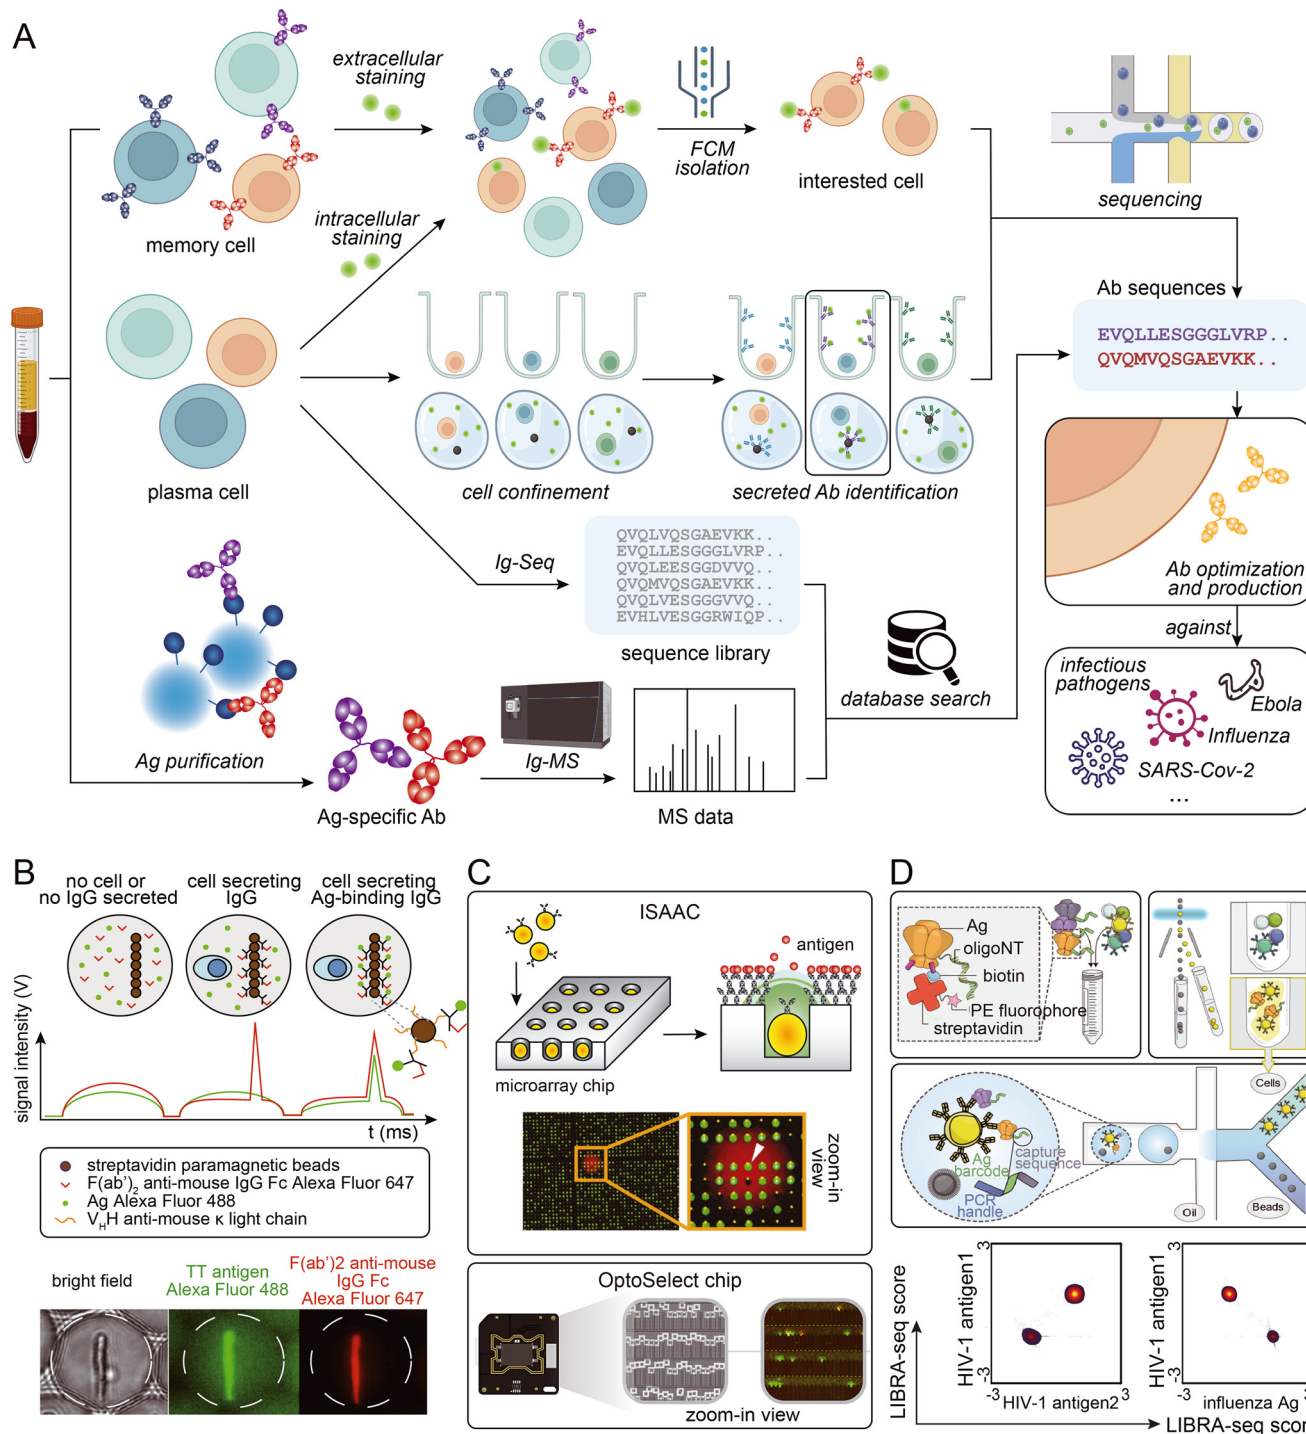 A
extracellular
staining
FCM
isolation
interested cell
sequencing
memory cell
intracellular
staining
Ab sequences
EVQLLESGGGLVRP..
QVQMVQSGAEVKK..
plasma cell
cell confinement
secreted Ab identification
Ig-Seq
QVQLVQSGAEVKK..
EVQLLESGGGLVRP..
QVQLEESGGDVVQ..
QVQMVQSGAEVKK..
QVQLVESGGGVVQ..
EVHLVESGGRWIQP..
sequence library
Ab optimization
and production
against
database search
infectious
pathogens
Ebola
Influenza
SARS-Cov-2
...
Ag purification
Ag-specific Ab
Ig-MS
MS data
B
no cell or
no IgG secreted
cell secreting
IgG
cell secreting
Ag-binding IgG
signal intensity (V)
t (ms)
streptavidin paramagnetic beads
F(ab')2 anti-mouse IgG Fc Alexa Fluor 647
Ag Alexa Fluor 488
VHH anti-mouse κ light chain
bright field
TT antigen
Alexa Fluor 488
F(ab')2 anti-mouse
IgG Fc
Alexa Fluor 647
C
ISAAC
antigen
microarray chip
zoom-in
view
OptoSelect chip
zoom-in view
D
Ag
oligoNT
biotin
PE fluorophore
streptavidin
Cells
Ag
barcode
capture
sequence
PCR
handle
Oil
Beads
LIBRA-seq score
HIV-1 antigen1
3
-3
-3
3
HIV-1 antigen2
HIV-1 antigen1
3
-3
-3
3
influenza Ag
LIBRA-seq score